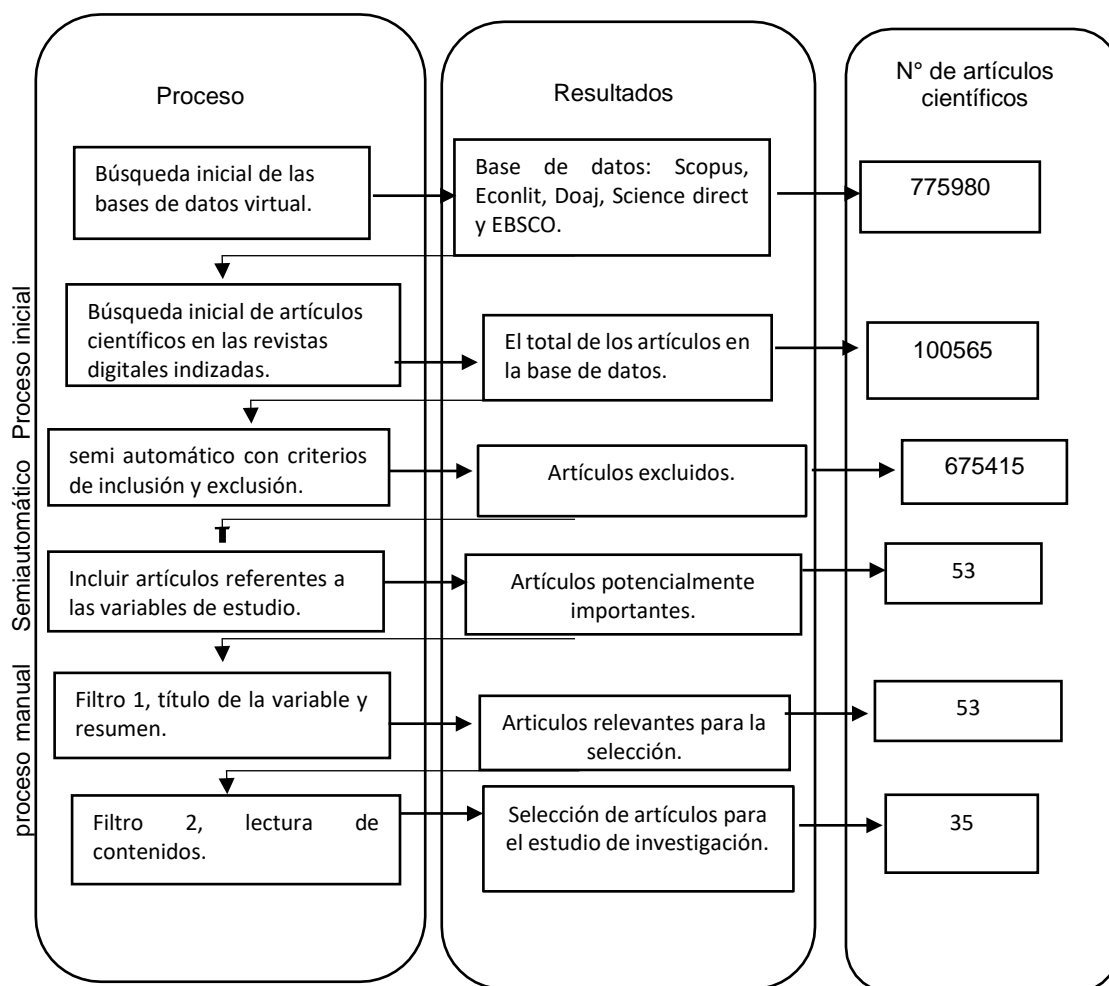 Proceso
Resultados
N° de artículos
científicos
Búsqueda inicial de las
bases de datos virtual.
Base de datos: Scopus,
Econlit, Doaj, Science direct
y EBSCO.
775980
Proceso inicial
Búsqueda inicial de artículos
científicos en las revistas
digitales indizadas.
El total de los artículos en
la base de datos.
100565
Semiautomático
semi automático con criterios
de inclusión y exclusión.
Artículos excluidos.
675415
Incluir artículos referentes a
las variables de estudio.
Artículos potencialmente
importantes.
53
proceso manual
Filtro 1, título de la variable y
resumen.
Articulos relevantes para la
selección.
53
Filtro 2, lectura de
contenidos.
Selección de artículos para
el estudio de investigación.
35